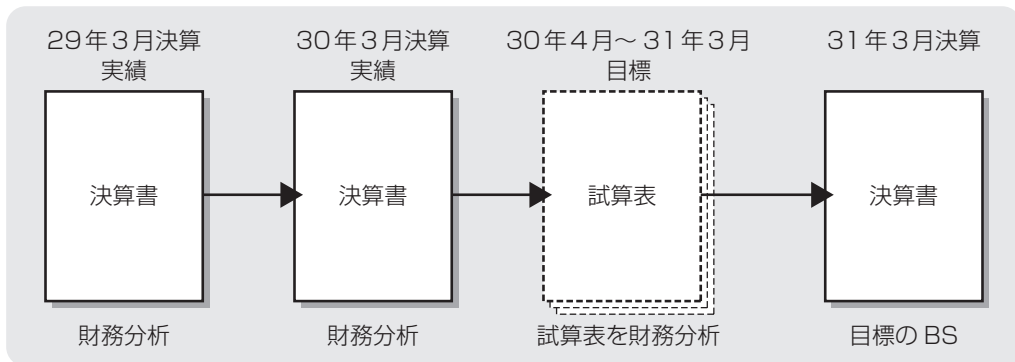 29年3月決算
実績
30年3月決算
実績
30年4月～31年3月
目標
31年3月決算
決算書
決算書
試算表
決算書
財務分析
財務分析
試算表を財務分析
目標のBS